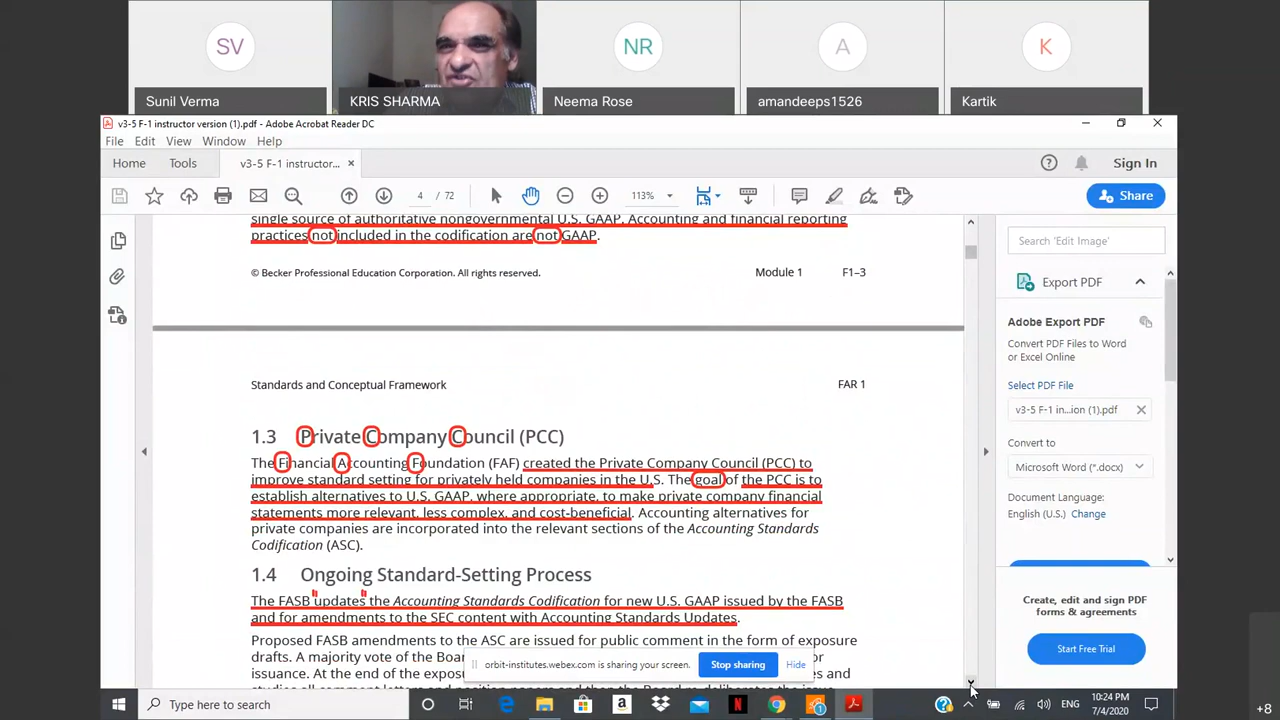 SV
NR
A
K
Sunil Verma
KRIS SHARMA
Neema Rose
amandeeps1526
Kartik
v3-5 F-1 instructor version (1).pdf - Adobe Acrobat Reader DC
File Edit View Window Help
Home Tools v3-5 F-1 instructor... × Sign In
4 / 72 113% Share
single source of authoritative nongovernmental U.S. GAAP. Accounting and financial reporting
practices not included in the codification are not GAAP.
© Becker Professional Education Corporation. All rights reserved. Module 1 F1–3
Standards and Conceptual Framework FAR 1
1.3 Private Company Council (PCC)
The Financial Accounting Foundation (FAF) created the Private Company Council (PCC) to
improve standard setting for privately held companies in the U.S. The goal of the PCC is to
establish alternatives to U.S. GAAP, where appropriate, to make private company financial
statements more relevant, less complex, and cost-beneficial. Accounting alternatives for
private companies are incorporated into the relevant sections of the Accounting Standards
Codification (ASC).
1.4 Ongoing Standard-Setting Process
The FASB updates the Accounting Standards Codification for new U.S. GAAP issued by the FASB
and for amendments to the SEC content with Accounting Standards Updates.
Proposed FASB amendments to the ASC are issued for public comment in the form of exposure
drafts. A majority vote of the Boar
or
issuance. At the end of the expo
es and
Search 'Edit Image'
Export PDF
Adobe Export PDF
Convert PDF Files to Word
or Excel Online
Select PDF File
v3-5 F-1 in...ion (1).pdf
Convert to
Microsoft Word (*.docx)
Document Language:
English (U.S.) Change
Create, edit and sign PDF
forms & agreements
Start Free Trial
orbit-institutes.webex.com is sharing your screen. Stop sharing Hide
Type here to search
ENG
10:24 PM
7/4/2020
+8